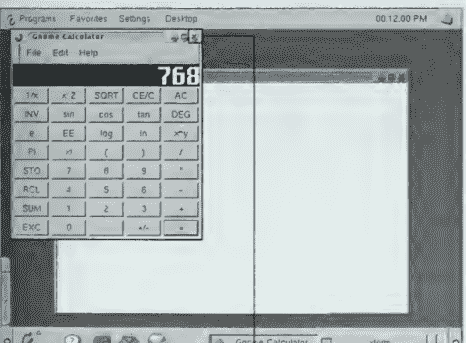 Programs Favorites Settings Desktop 00:12:00 PM
Gnome Calculator
File Edit Help
768
1/x x^2 SQRT CE/C AC
INV sin cos tan DEG
e EE log ln x^y
PI x! ( ) /
STO 7 8 9 *
RCL 4 5 6 -
SUM 1 2 3 +
EXC 0 . +/- =
Gnome Calculator xterm